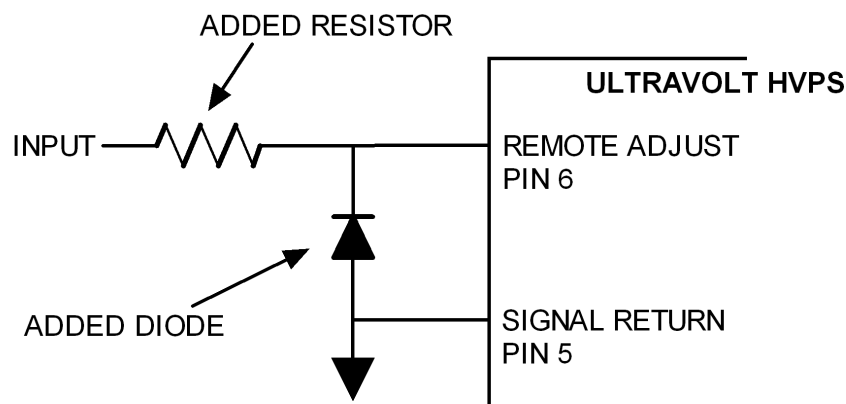 ADDED RESISTOR
ULTRAVOLT HVPS
INPUT
REMOTE ADJUST
PIN 6
ADDED DIODE
SIGNAL RETURN
PIN 5